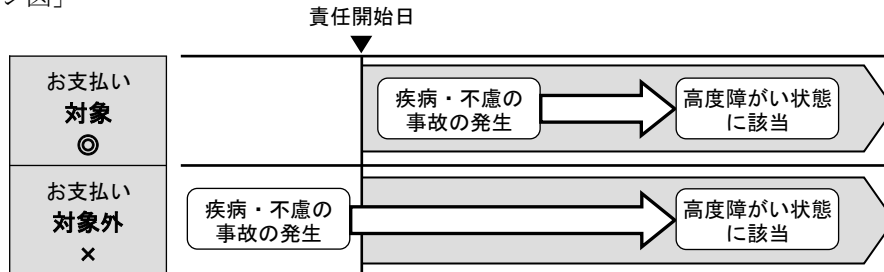 責任開始日
お支払い
対象
◎
疾病・不慮の
事故の発生
高度障がい状態
に該当
お支払い
対象外
×
疾病・不慮の
事故の発生
高度障がい状態
に該当